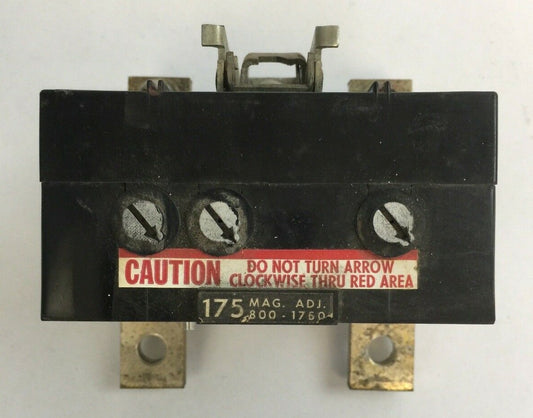 CAUTION DO NOT TURN ARROW
CLOCKWISE THRU RED AREA
175 MAG. ADJ.
800 - 1750